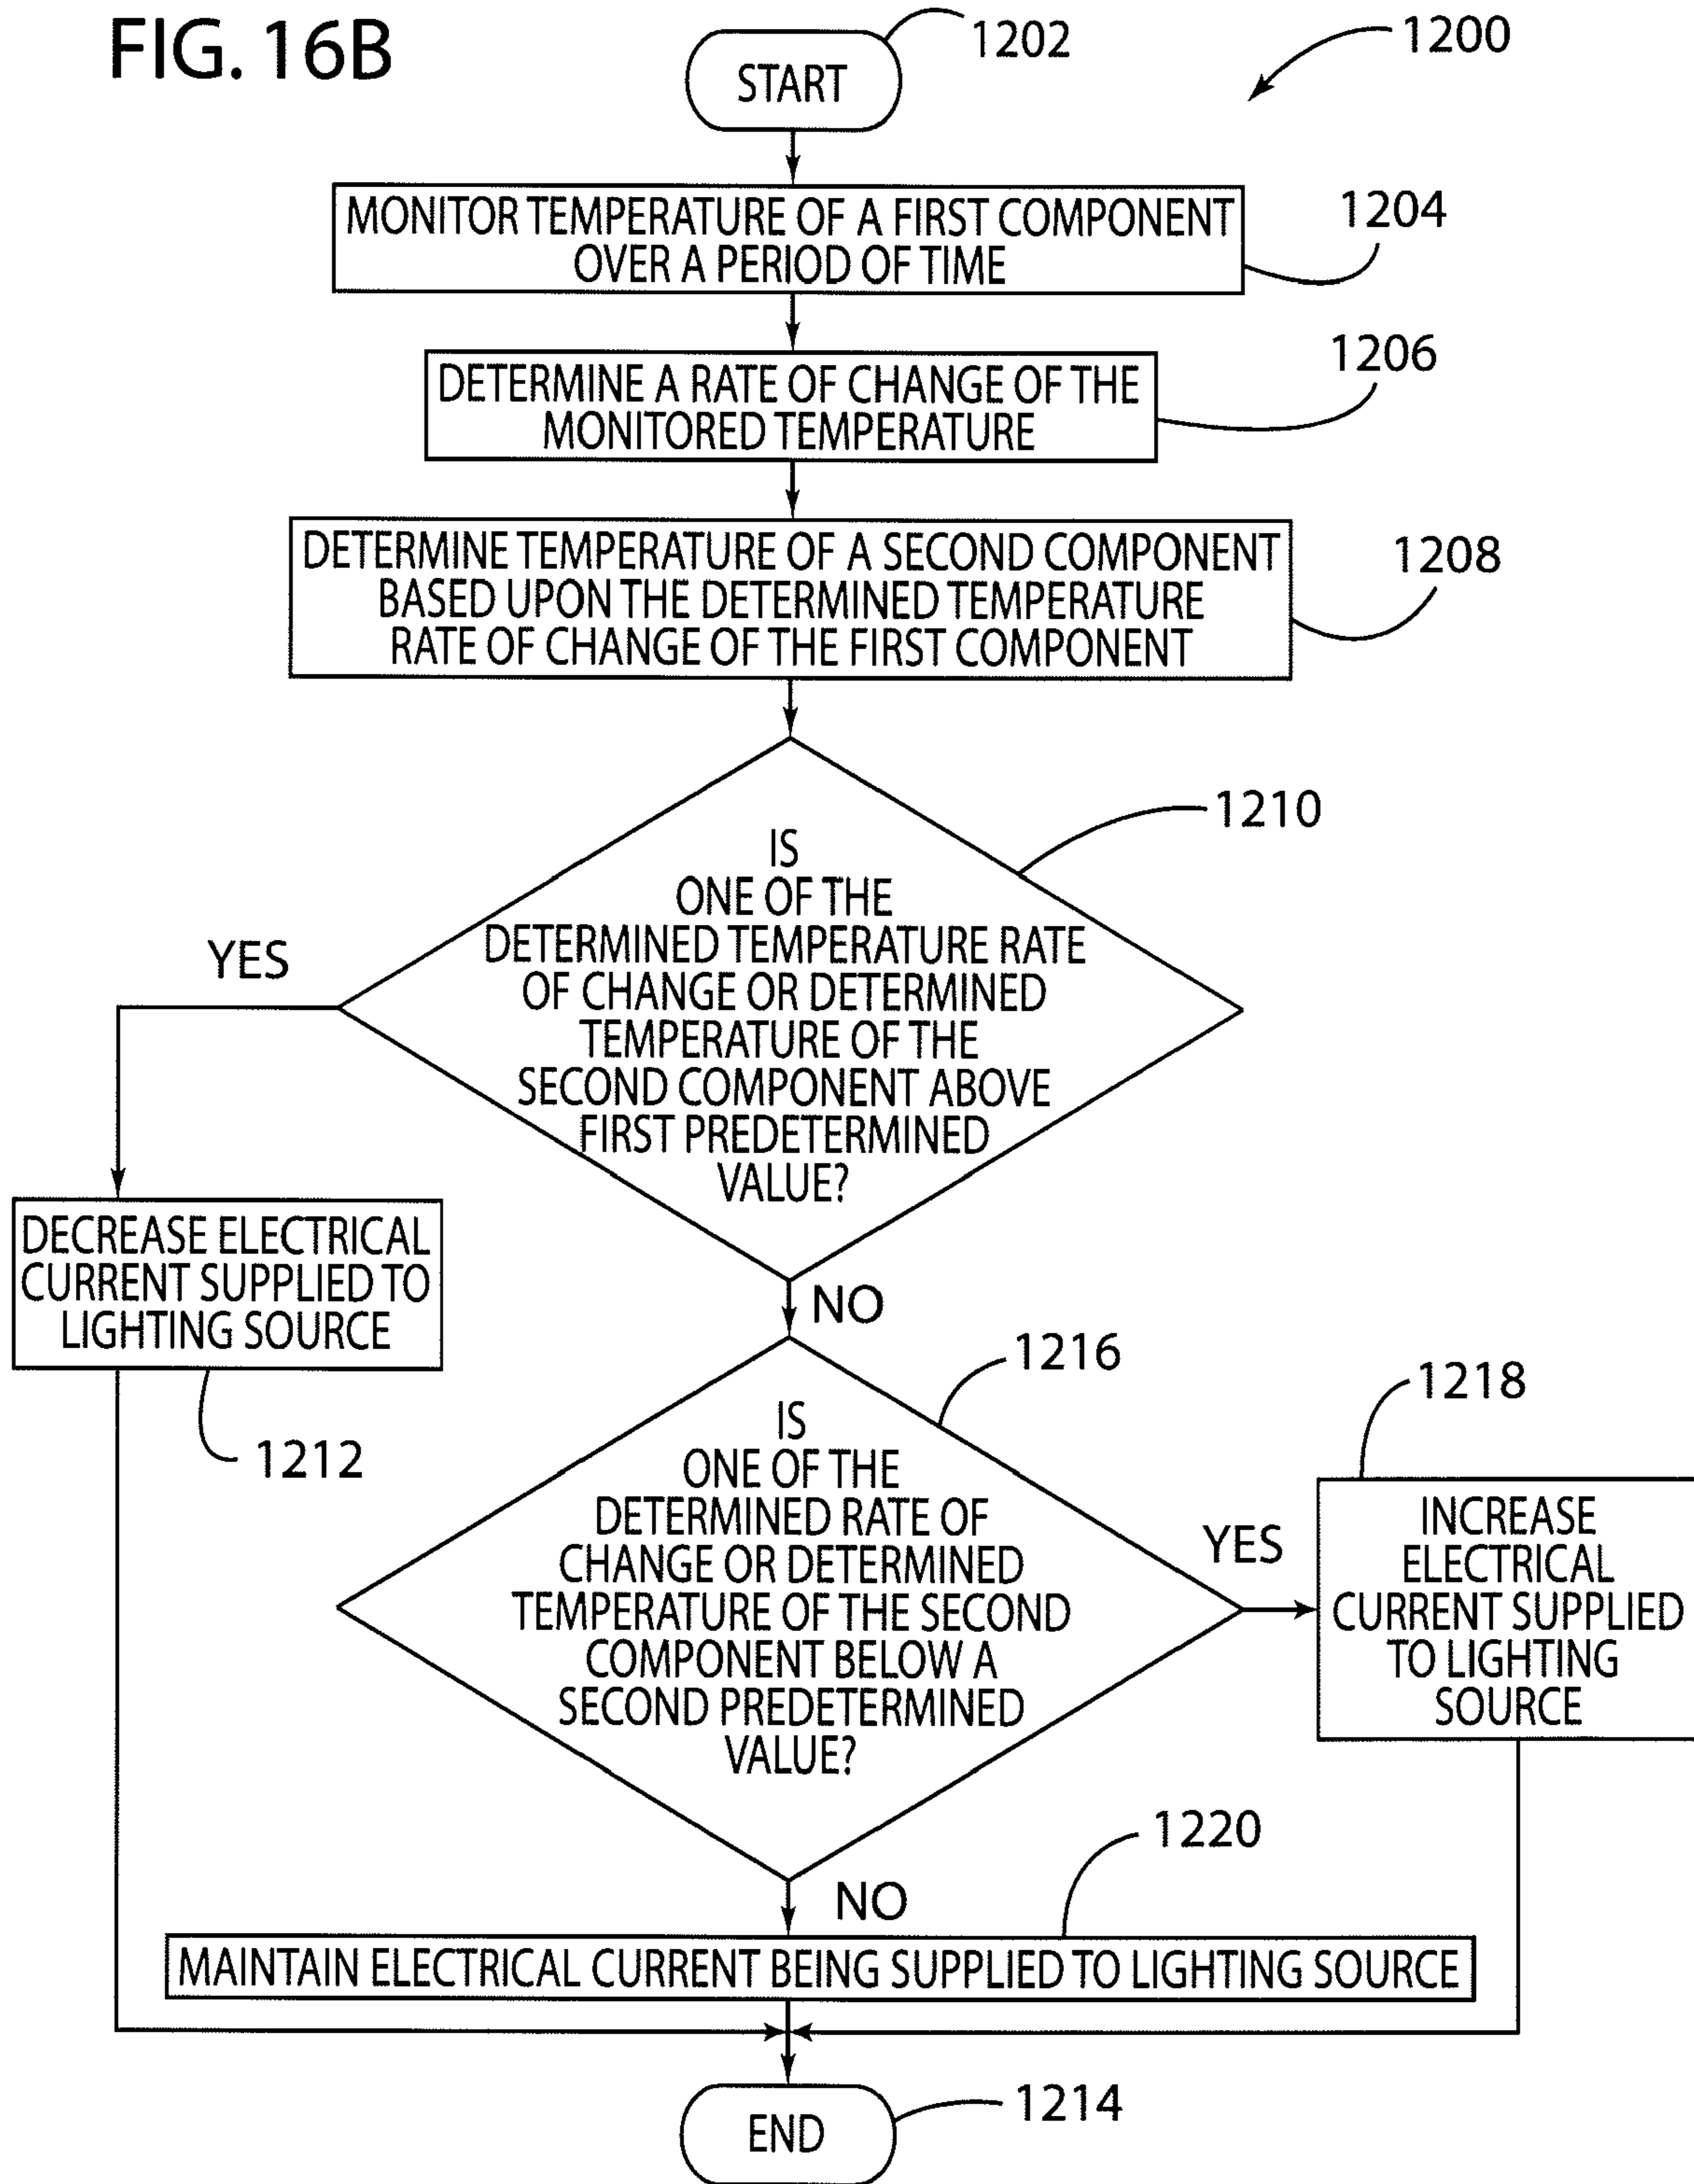 FIG. 16B
1202
1200
START
MONITOR TEMPERATURE OF A FIRST COMPONENT
OVER A PERIOD OF TIME
1204
DETERMINE A RATE OF CHANGE OF THE
MONITORED TEMPERATURE
1206
DETERMINE TEMPERATURE OF A SECOND COMPONENT
BASED UPON THE DETERMINED TEMPERATURE
RATE OF CHANGE OF THE FIRST COMPONENT
1208
1210
IS
ONE OF THE
DETERMINED TEMPERATURE RATE
OF CHANGE OR DETERMINED
TEMPERATURE OF THE
SECOND COMPONENT ABOVE
FIRST PREDETERMINED
VALUE?
YES
DECREASE ELECTRICAL
CURRENT SUPPLIED TO
LIGHTING SOURCE
1212
NO
1216
IS
ONE OF THE
DETERMINED RATE OF
CHANGE OR DETERMINED
TEMPERATURE OF THE SECOND
COMPONENT BELOW A
SECOND PREDETERMINED
VALUE?
YES
1218
INCREASE
ELECTRICAL
CURRENT SUPPLIED
TO LIGHTING
SOURCE
NO
1220
MAINTAIN ELECTRICAL CURRENT BEING SUPPLIED TO LIGHTING SOURCE
END
1214